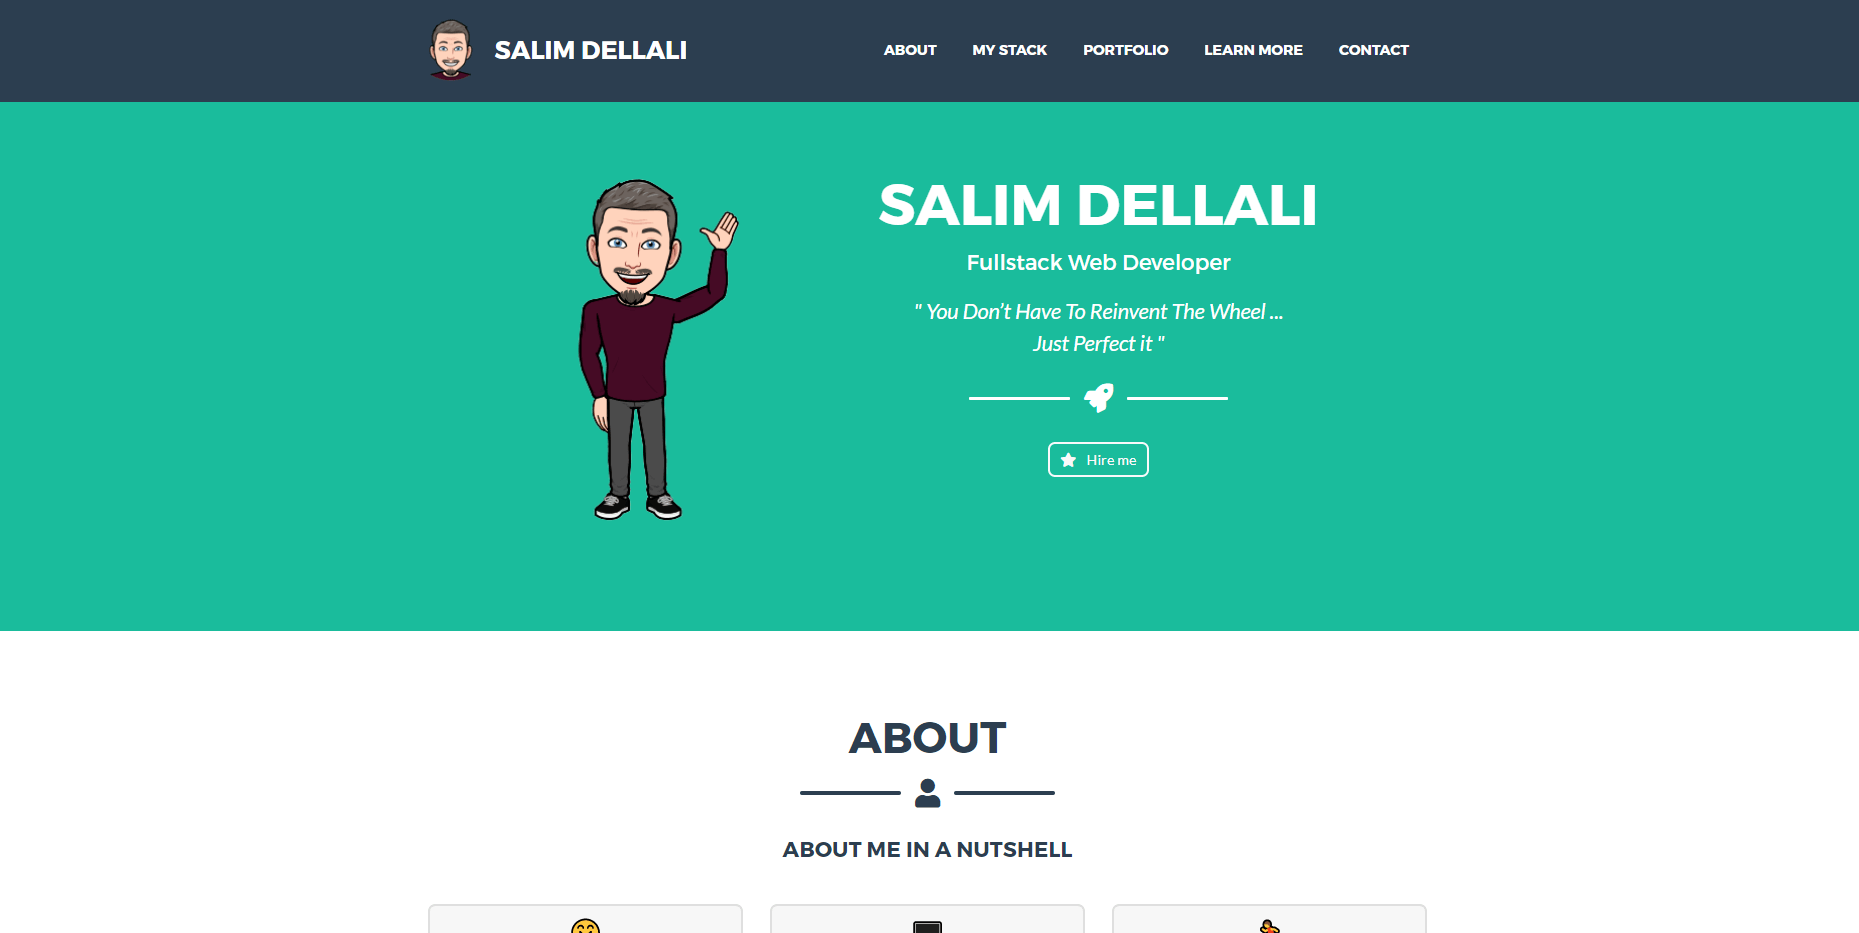 SALIM DELLALI
ABOUT
MY STACK
PORTFOLIO
LEARN MORE
CONTACT
SALIM DELLALI
Fullstack Web Developer
" You Don’t Have To Reinvent The Wheel ...
Just Perfect it "
Hire me
ABOUT
ABOUT ME IN A NUTSHELL